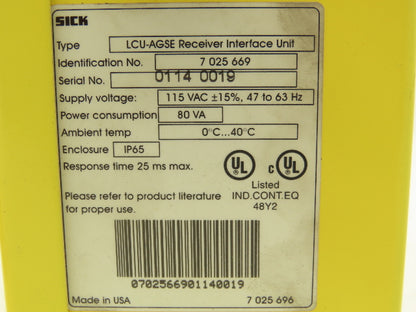 SICK
Type LCU-AGSE Receiver Interface Unit
Identification No. 7 025 669
Serial No. 0114 0019
Supply voltage: 115 VAC ±15%, 47 to 63 Hz
Power consumption 80 VA
Ambient temp 0°C...40°C
Enclosure IP65
Response time 25 ms max.
UL c UL
Listed
Please refer to product literature IND.CONT.EQ
for proper use. 48Y2
0702566901140019
Made in USA 7 025 696